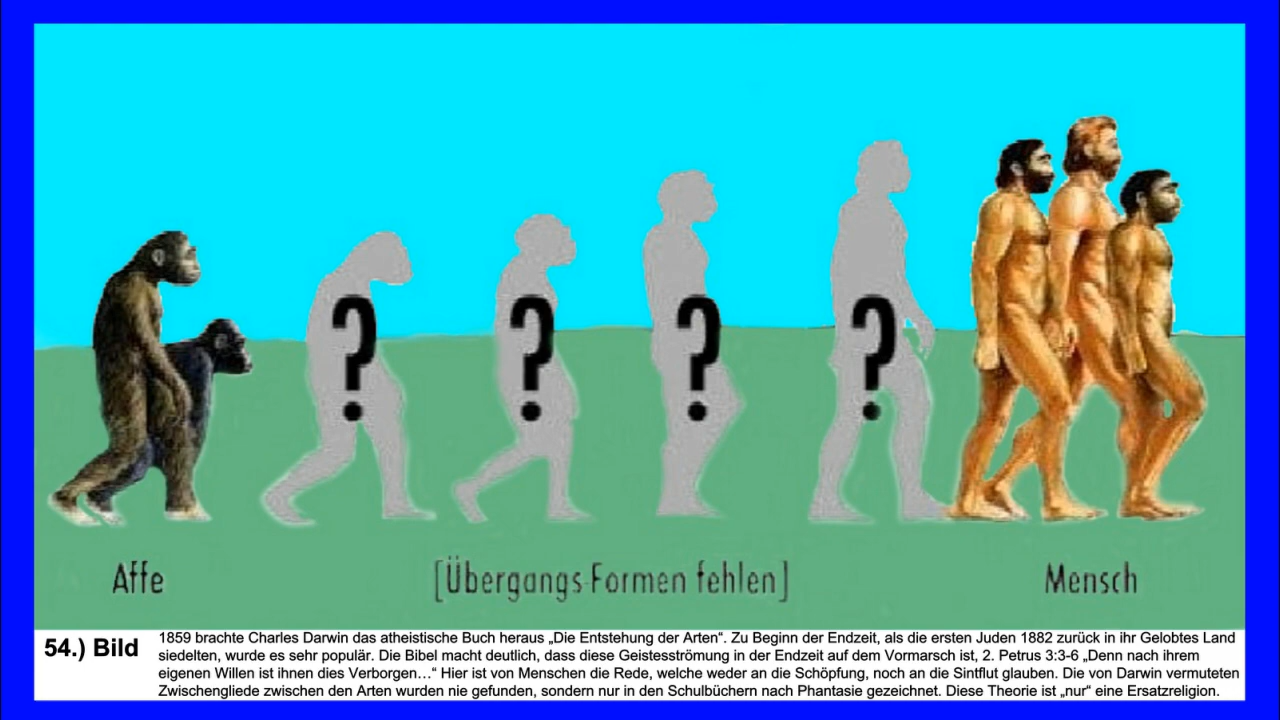 ? ? ? ?
Affe [Übergangs-Formen fehlen] Mensch
54.) Bild
1859 brachte Charles Darwin das atheistische Buch heraus „Die Entstehung der Arten“. Zu Beginn der Endzeit, als die ersten Juden 1882 zurück in ihr Gelobtes Land
siedelten, wurde es sehr populär. Die Bibel macht deutlich, dass diese Geistesströmung in der Endzeit auf dem Vormarsch ist, 2. Petrus 3:3-6 „Denn nach ihrem
eigenen Willen ist ihnen dies Verborgen…“ Hier ist von Menschen die Rede, welche weder an die Schöpfung, noch an die Sintflut glauben. Die von Darwin vermuteten
Zwischengliede zwischen den Arten wurden nie gefunden, sondern nur in den Schulbüchern nach Phantasie gezeichnet. Diese Theorie ist „nur“ eine Ersatzreligion.